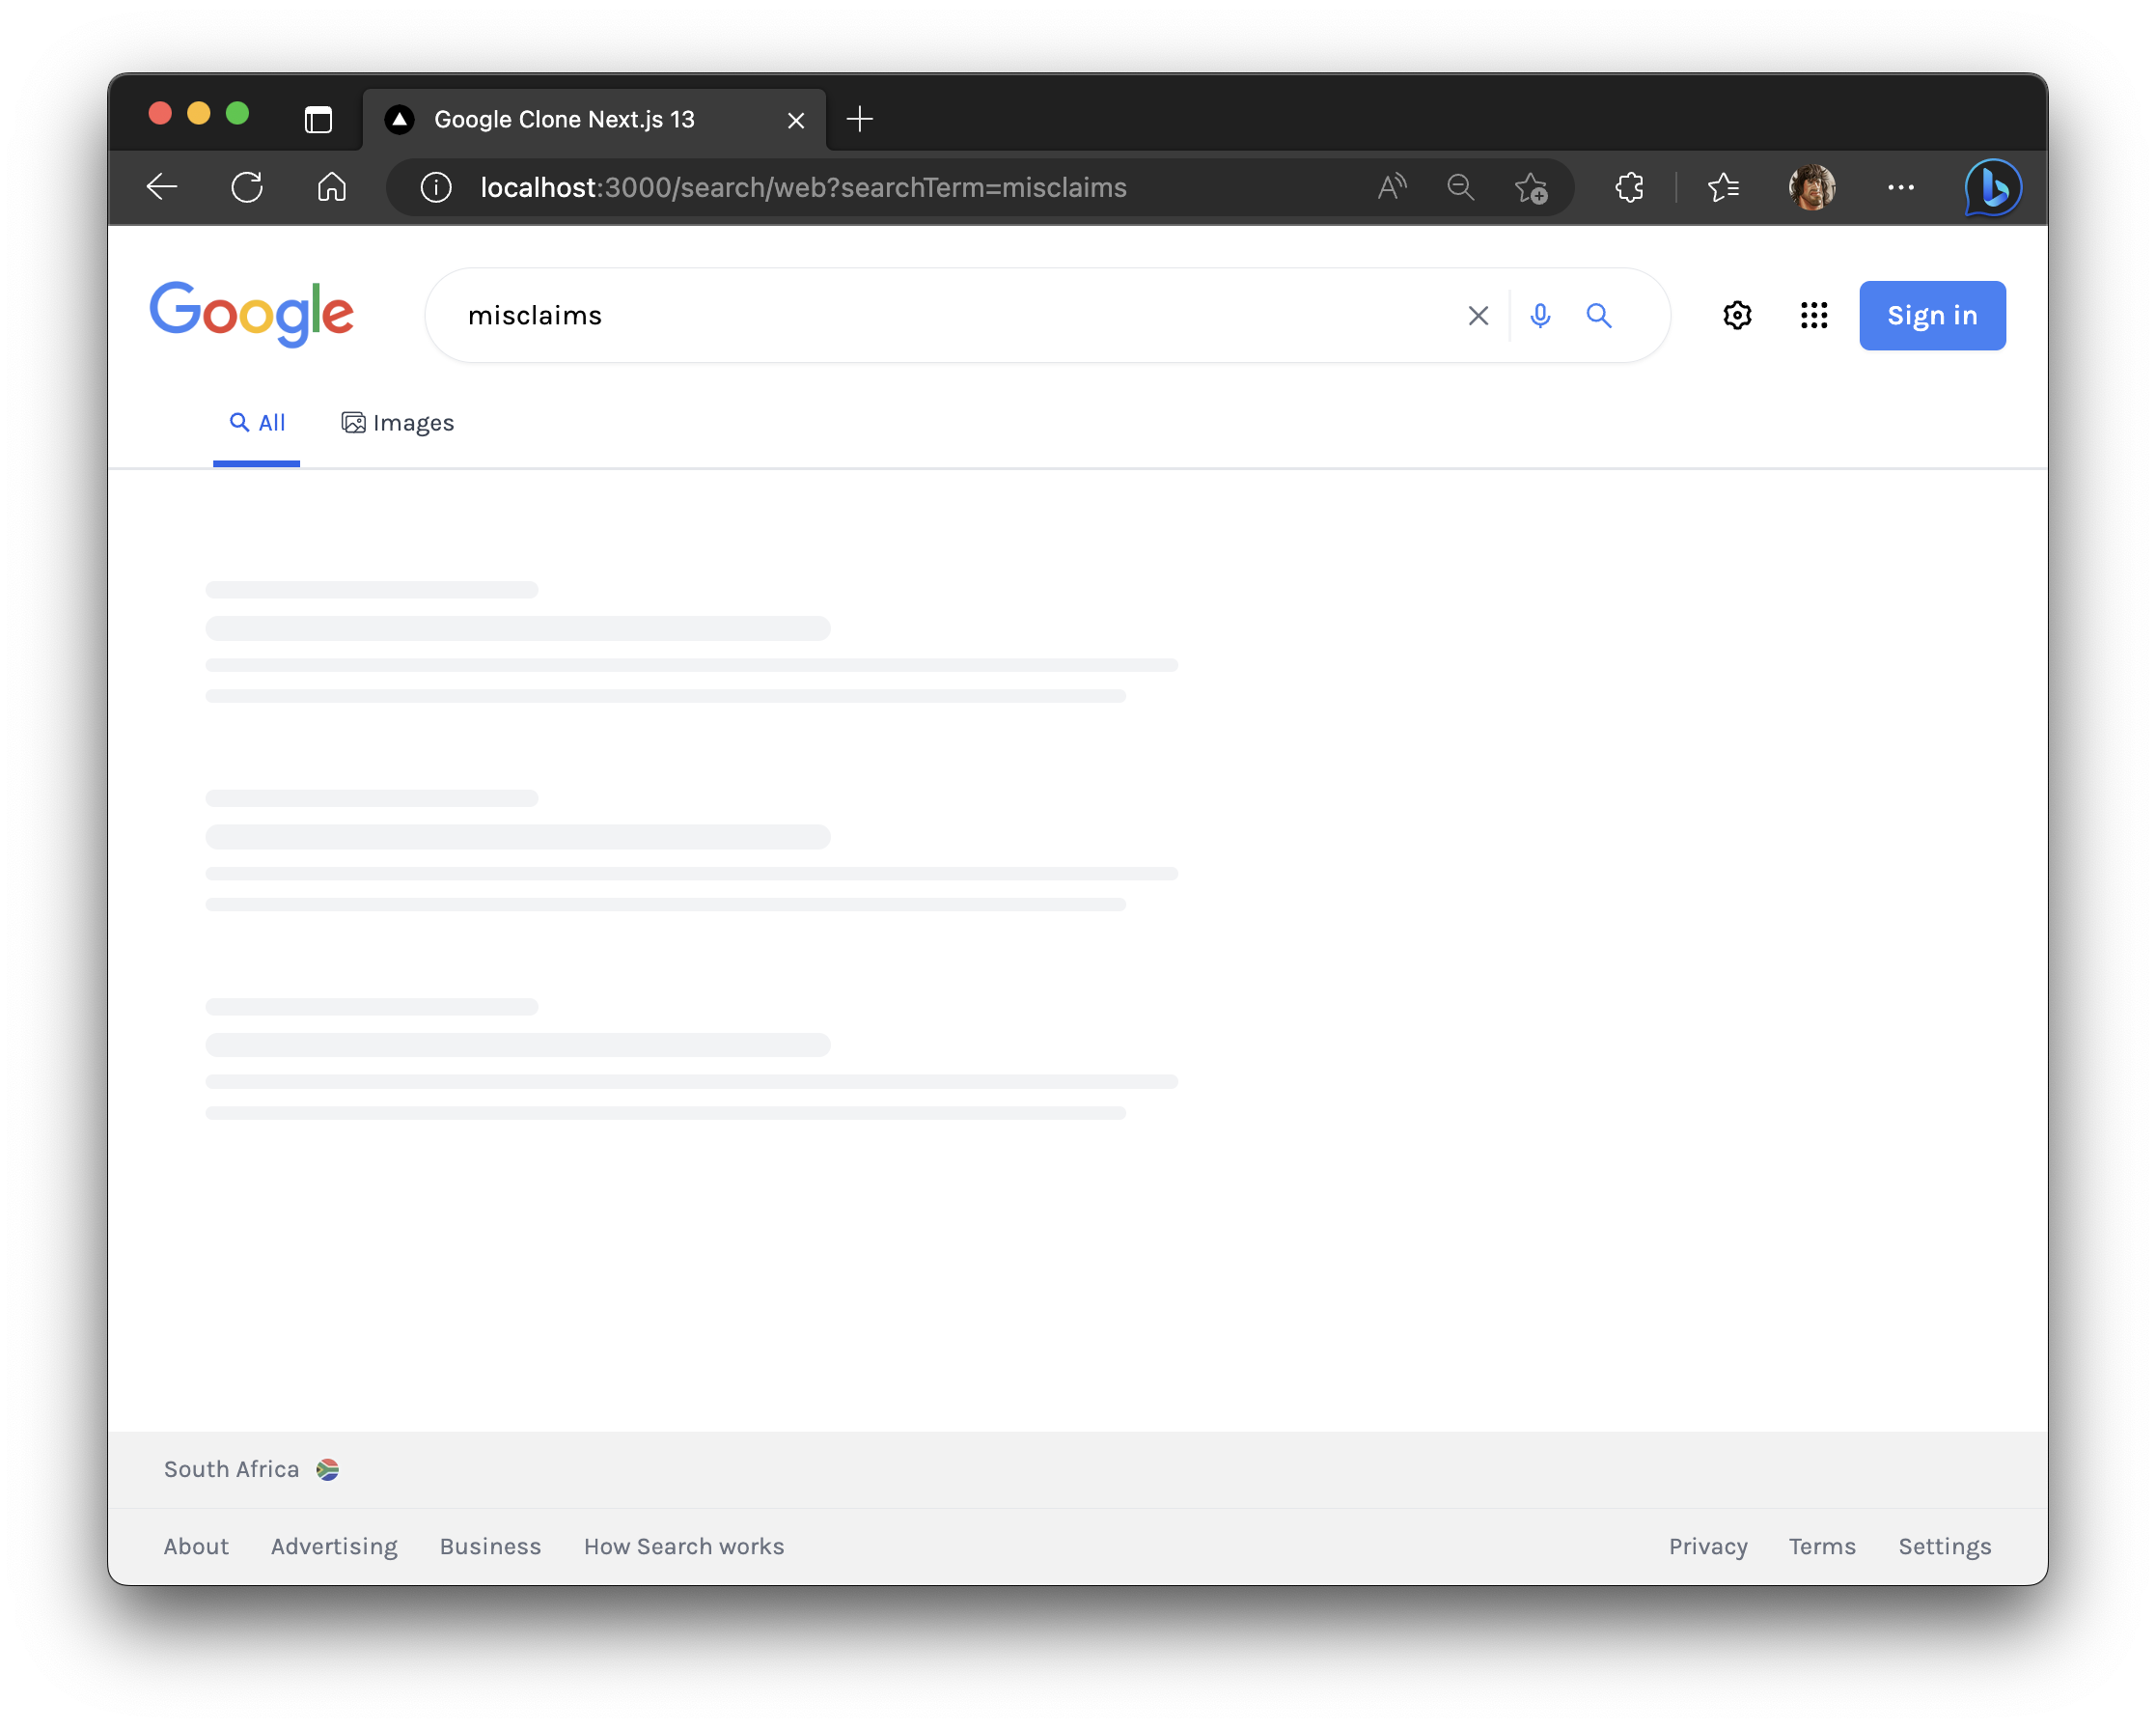 Google Clone Next.js 13
localhost:3000/search/web?searchTerm=misclaims
Google
misclaims
Sign in
All Images
South Africa
About Advertising Business How Search works Privacy Terms Settings